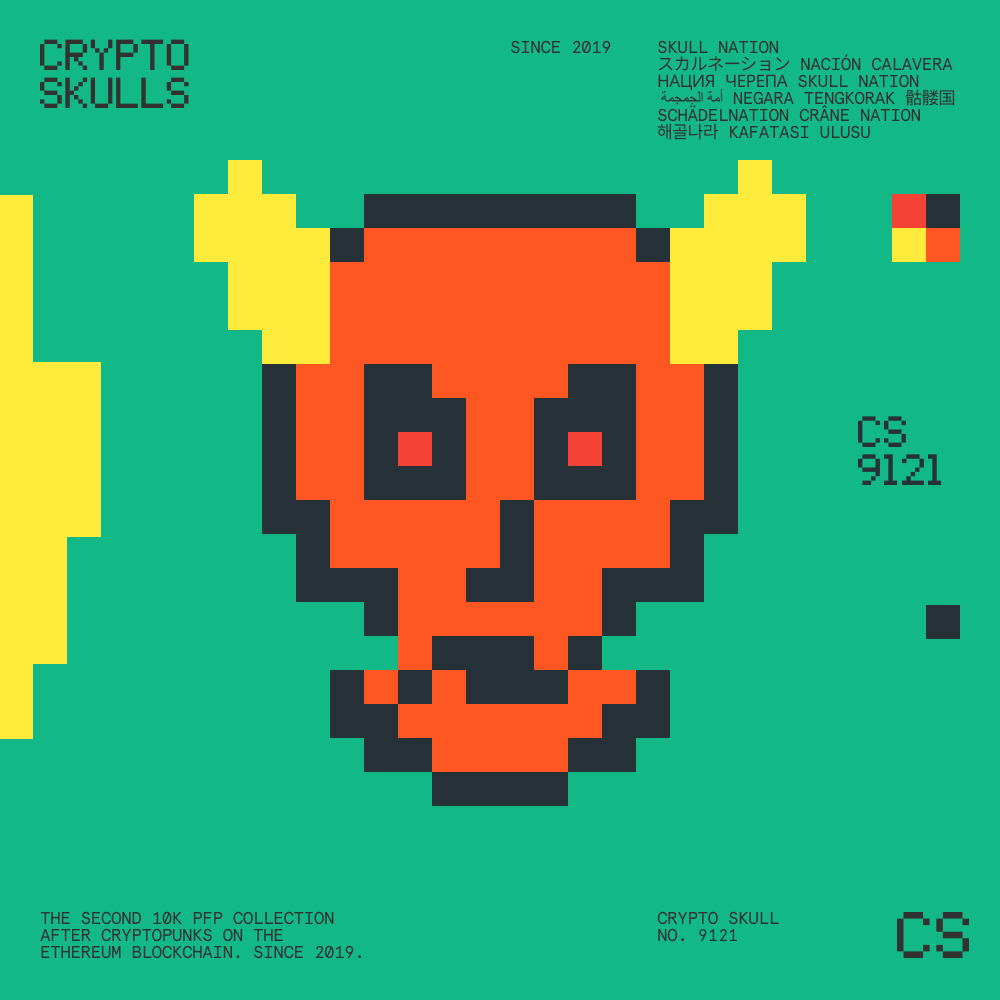 CRYPTO
SKULLS
SINCE 2019
SKULL NATION
スカルネーション NACIÓN CALAVERA
НАЦИЯ ЧЕРЕПА SKULL NATION
أمة الجمجمة NEGARA TENGKORAK 骷髅国
SCHÄDELNATION CRÂNE NATION
해골나라 KAFATASI ULUSU
CS
9121
THE SECOND 10K PFP COLLECTION
AFTER CRYPTOPUNKS ON THE
ETHEREUM BLOCKCHAIN. SINCE 2019.
CRYPTO SKULL
NO. 9121
CS